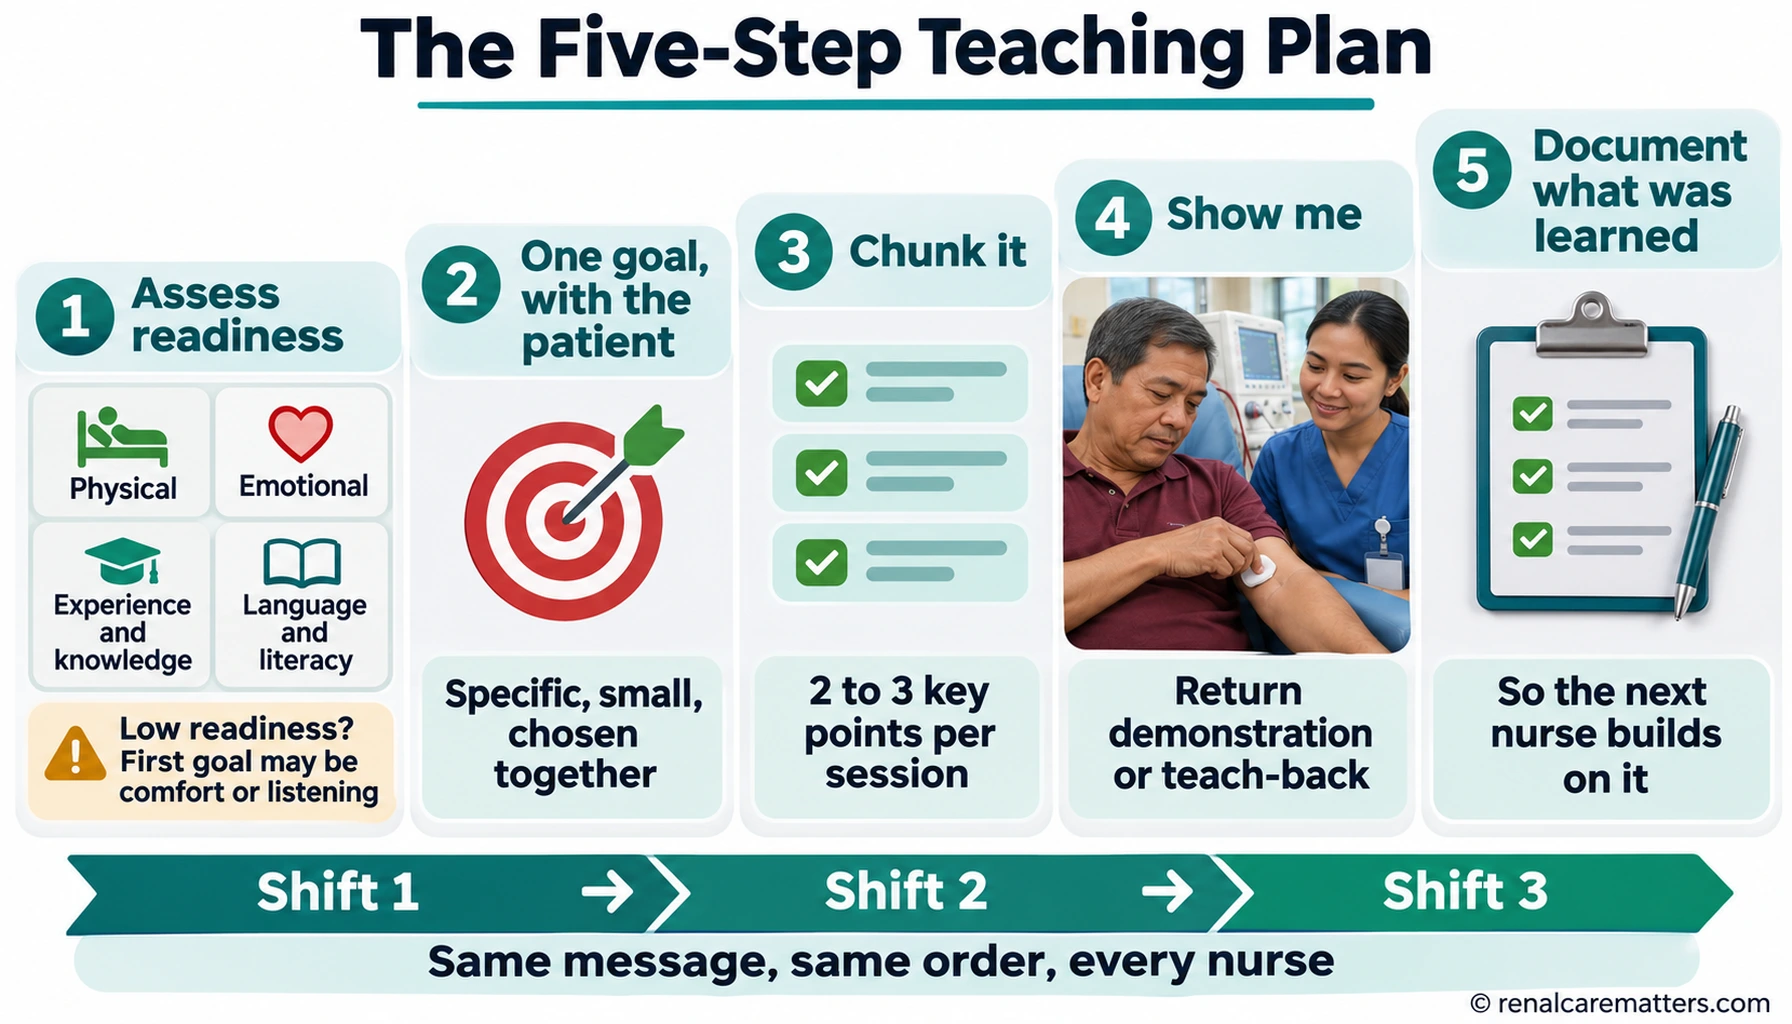 The Five-Step Teaching Plan
1
Assess
readiness
Physical
Emotional
Experience
and
knowledge
Language
and
literacy
Low readiness?
First goal may be
comfort or listening
2
One goal,
with the
patient
Specific, small,
chosen
together
3
Chunk it
2 to 3 key
points per
session
4
Show me
Return
demonstration
or teach-back
5
Document
what was
learned
So the next
nurse builds
on it
Shift 1
Shift 2
Shift 3
Same message, same order, every nurse
© renalcarematters.com